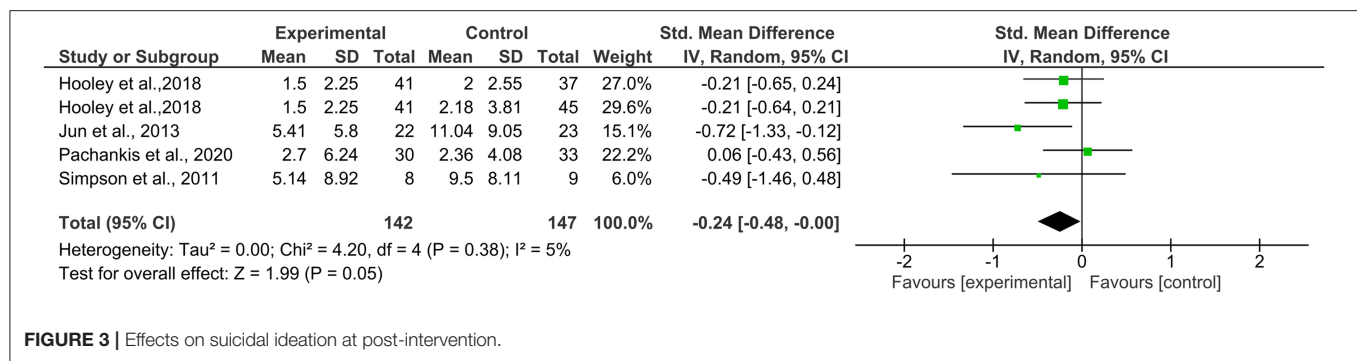 Experimental Control Std. Mean Difference Std. Mean Difference
Study or Subgroup Mean SD Total Mean SD Total Weight IV, Random, 95% CI IV, Random, 95% CI
Hooley et al.,2018 1.5 2.25 41 2 2.55 37 27.0% -0.21 [-0.65, 0.24]
Hooley et al.,2018 1.5 2.25 41 2.18 3.81 45 29.6% -0.21 [-0.64, 0.21]
Jun et al., 2013 5.41 5.8 22 11.04 9.05 23 15.1% -0.72 [-1.33, -0.12]
Pachankis et al., 2020 2.7 6.24 30 2.36 4.08 33 22.2% 0.06 [-0.43, 0.56]
Simpson et al., 2011 5.14 8.92 8 9.5 8.11 9 6.0% -0.49 [-1.46, 0.48]
Total (95% CI) 142 147 100.0% -0.24 [-0.48, -0.00]
Heterogeneity: Tau² = 0.00; Chi² = 4.20, df = 4 (P = 0.38); I² = 5%
Test for overall effect: Z = 1.99 (P = 0.05)
-2 -1 0 1 2
Favours [experimental] Favours [control]
FIGURE 3 | Effects on suicidal ideation at post-intervention.